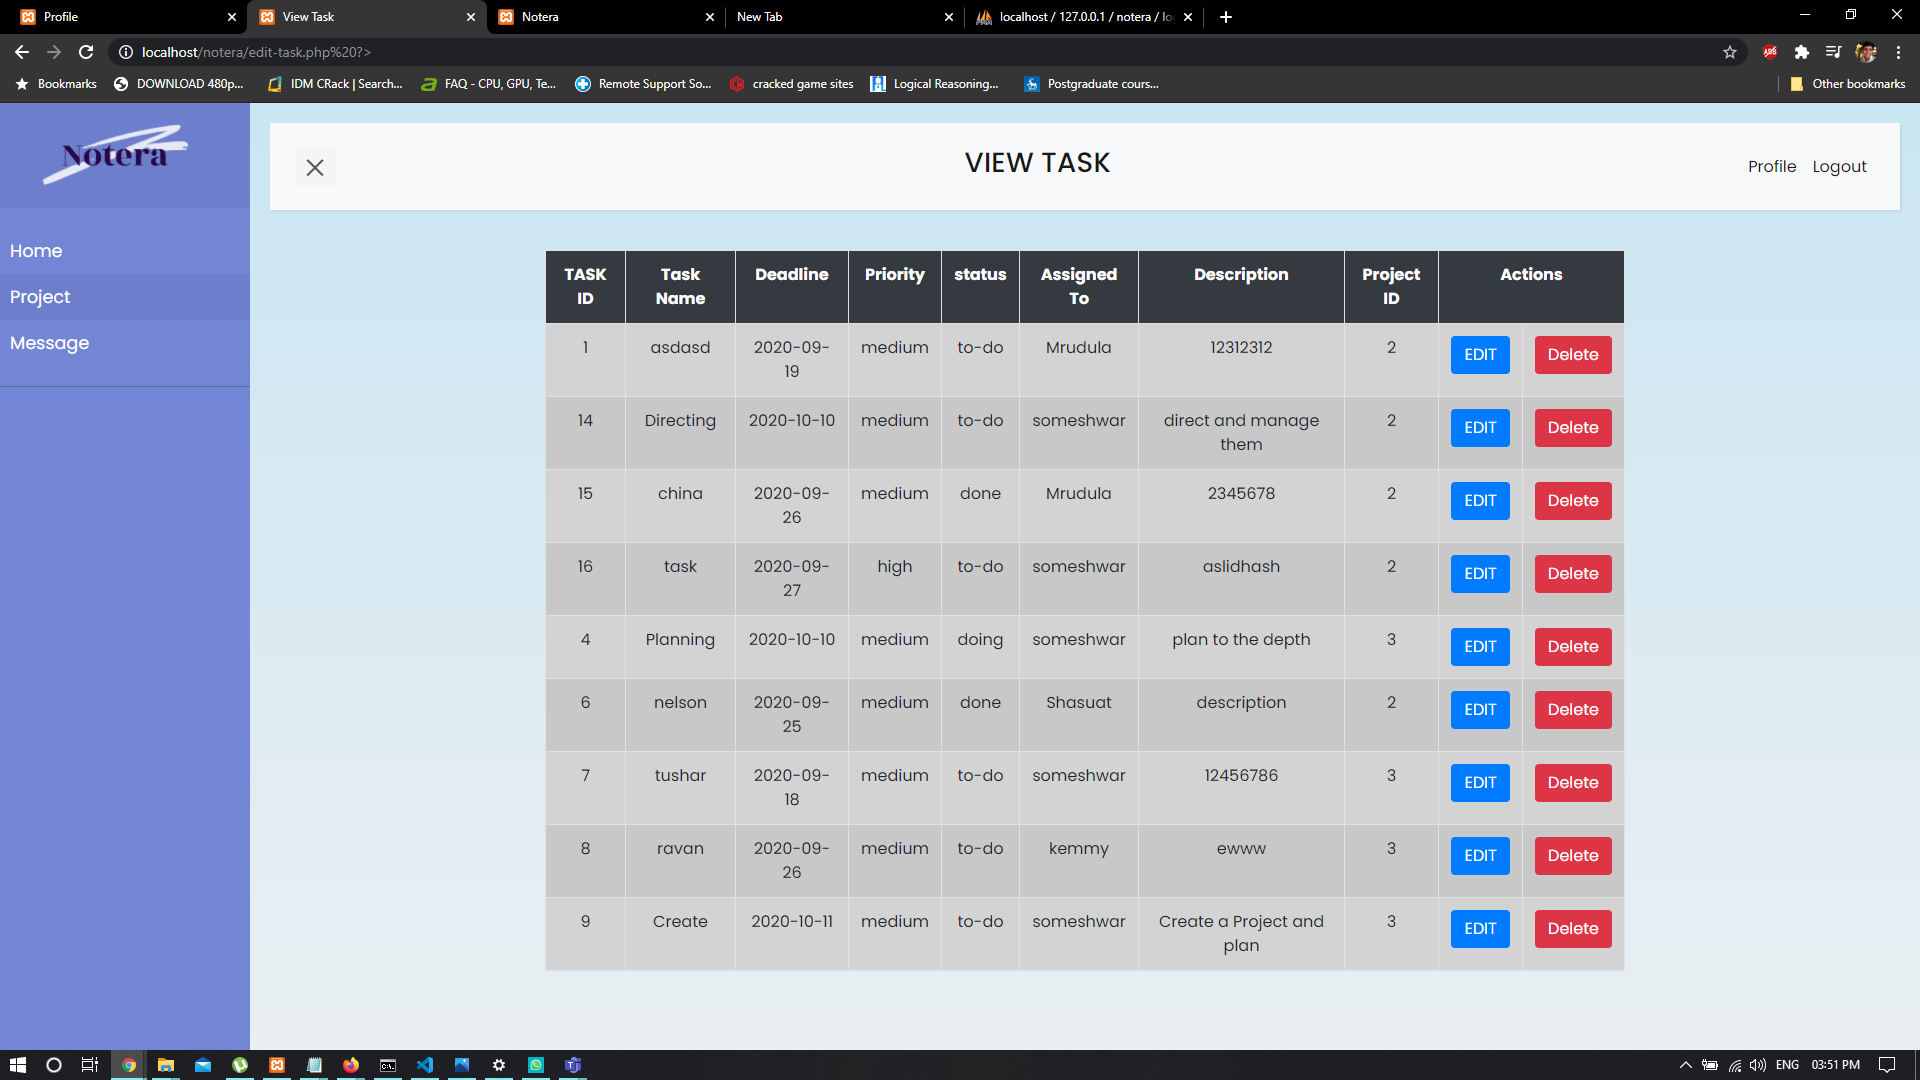 Profile
View Task
Notera
New Tab
localhost / 127.0.0.1 / notera / lo
localhost/notera/edit-task.php%20?>
Bookmarks
DOWNLOAD 480p...
IDM CRack | Search...
FAQ - CPU, GPU, Te...
Remote Support So...
cracked game sites
Logical Reasoning...
Postgraduate cours...
Other bookmarks
Notera
VIEW TASK
Profile Logout
Home
Project
Message
TASK ID Task Name Deadline Priority status Assigned To Description Project ID Actions
1 asdasd 2020-09-19 medium to-do Mrudula 12312312 2 EDIT Delete
14 Directing 2020-10-10 medium to-do someshwar direct and manage them 2 EDIT Delete
15 china 2020-09-26 medium done Mrudula 2345678 2 EDIT Delete
16 task 2020-09-27 high to-do someshwar aslidhash 2 EDIT Delete
4 Planning 2020-10-10 medium doing someshwar plan to the depth 3 EDIT Delete
6 nelson 2020-09-25 medium done Shasuat description 2 EDIT Delete
7 tushar 2020-09-18 medium to-do someshwar 12456786 3 EDIT Delete
8 ravan 2020-09-26 medium to-do kemmy ewww 3 EDIT Delete
9 Create 2020-10-11 medium to-do someshwar Create a Project and plan 3 EDIT Delete
ENG 03:51 PM